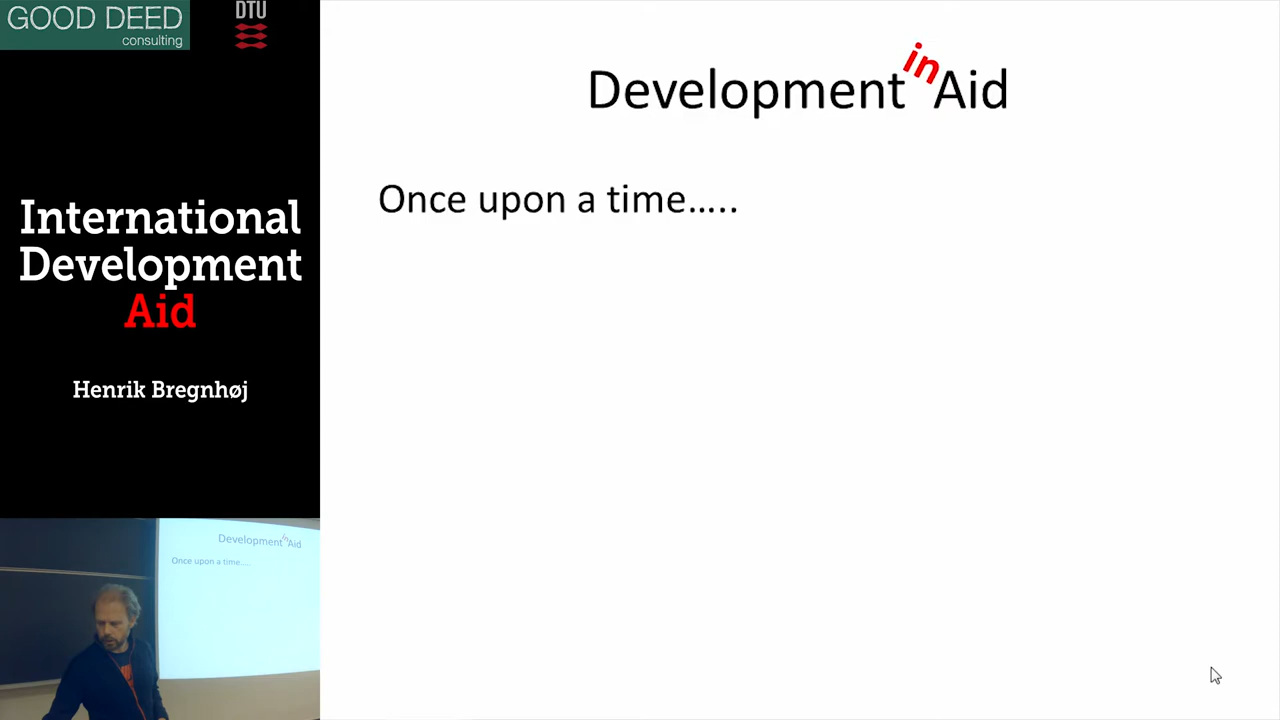 GOOD DEED
consulting
DTU
International
Development
Aid
Henrik Bregnhøj
Development in Aid
Once upon a time.....
Development in Aid
Once upon a time....